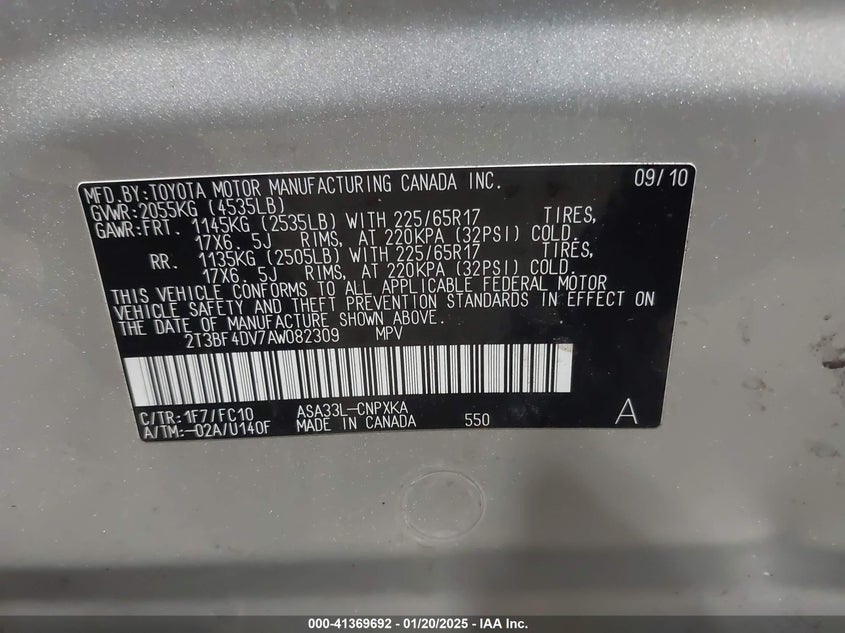 MFD.BY:TOYOTA MOTOR MANUFACTURING CANADA INC. 09/10
GVWR:2055KG (4535LB)
GAWR:FRT. 1145KG (2535LB) WITH 225/65R17 TIRES,
17X6. 5J RIMS, AT 220KPA (32PSI) COLD.
RR. 1135KG (2505LB) WITH 225/65R17 TIRES,
17X6. 5J RIMS, AT 220KPA (32PSI) COLD.
THIS VEHICLE CONFORMS TO ALL APPLICABLE FEDERAL MOTOR
VEHICLE SAFETY AND THEFT PREVENTION STANDARDS IN EFFECT ON
THE DATE OF MANUFACTURE SHOWN ABOVE.
2T3BF4DV7AW082309 MPV
C/TR:1F7/FC10 ASA33L-CNPXKA
A/TM:-02A/U140F MADE IN CANADA 550 A
000-41369692 - 01/20/2025 - IAA Inc.